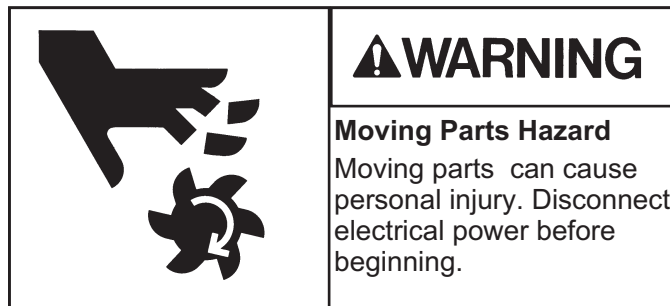 WARNING
Moving Parts Hazard
Moving parts can cause
personal injury. Disconnect
electrical power before
beginning.